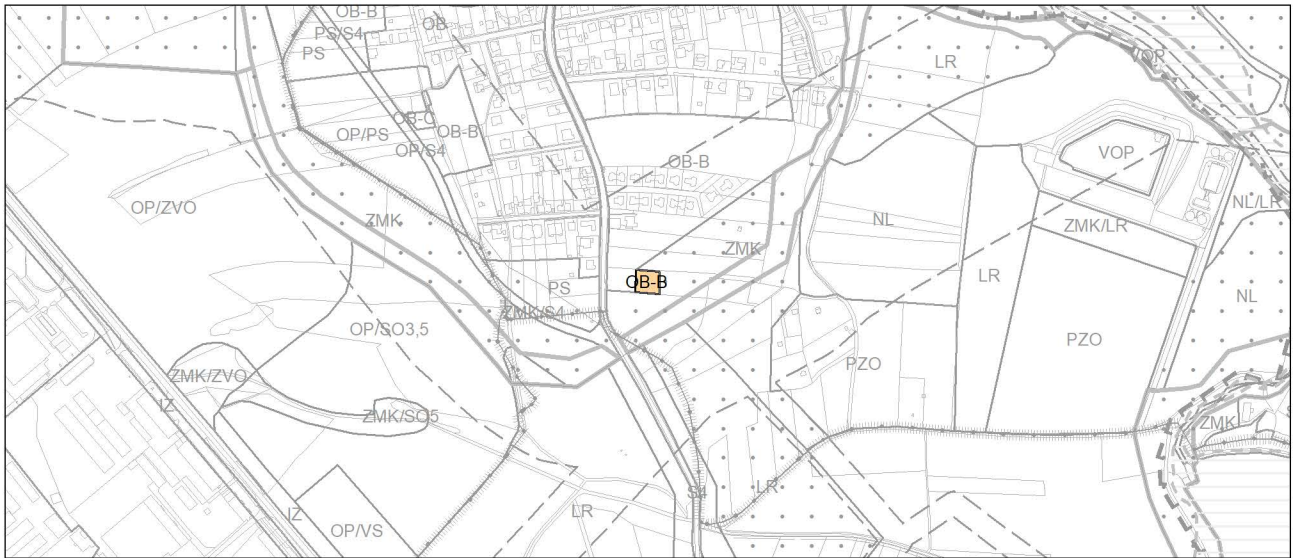 OB-B
OB
PS/S4
PS
LR
VOP
OB-C
OB-B
OP/PS
OP/S4
VOP
OB-B
OP/ZVO
ZMK
NL
NL/LR
ZMK/LR
ZMK
LR
OB-B
PS
NL
ZMK/S4
OP/SO3,5
PZO
PZO
ZMK/ZVO
IZ
ZMK/SO5
ZMK
S4
LR
LR
IZ
OP/VS